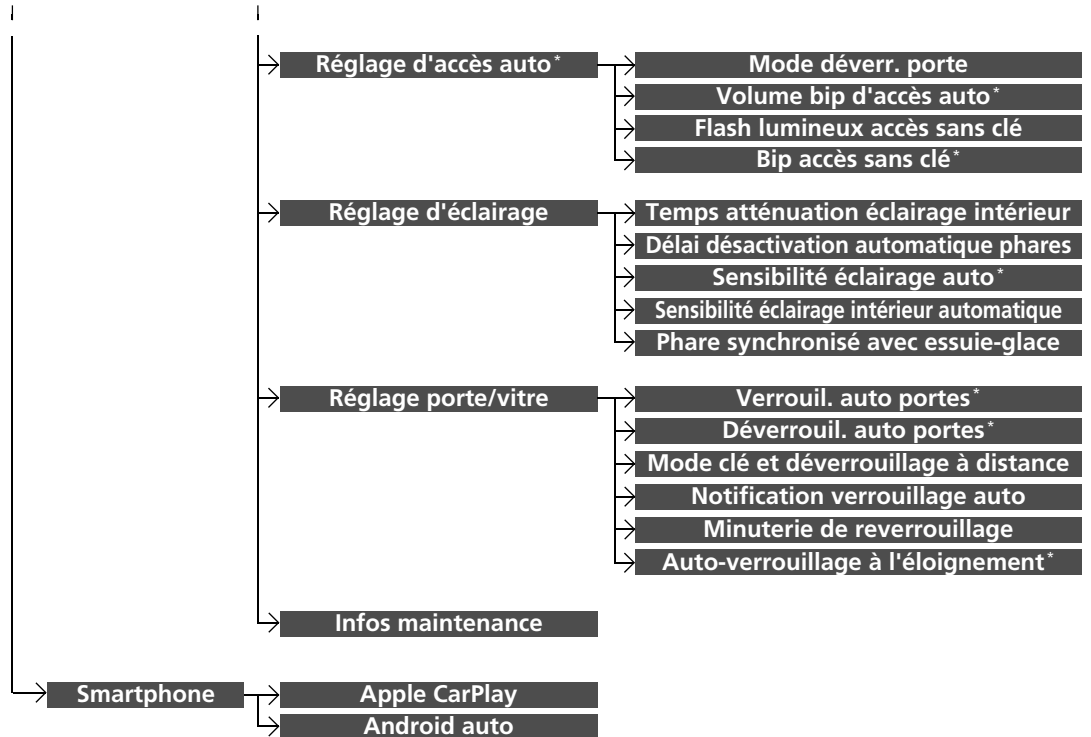 Réglage d'accès auto*
Mode déverr. porte
Volume bip d'accès auto*
Flash lumineux accès sans clé
Bip accès sans clé*
Réglage d'éclairage
Temps atténuation éclairage intérieur
Délai désactivation automatique phares
Sensibilité éclairage auto*
Sensibilité éclairage intérieur automatique
Phare synchronisé avec essuie-glace
Réglage porte/vitre
Verrouil. auto portes*
Déverrouil. auto portes*
Mode clé et déverrouillage à distance
Notification verrouillage auto
Minuterie de reverrouillage
Auto-verrouillage à l'éloignement*
Infos maintenance
Smartphone
Apple CarPlay
Android auto